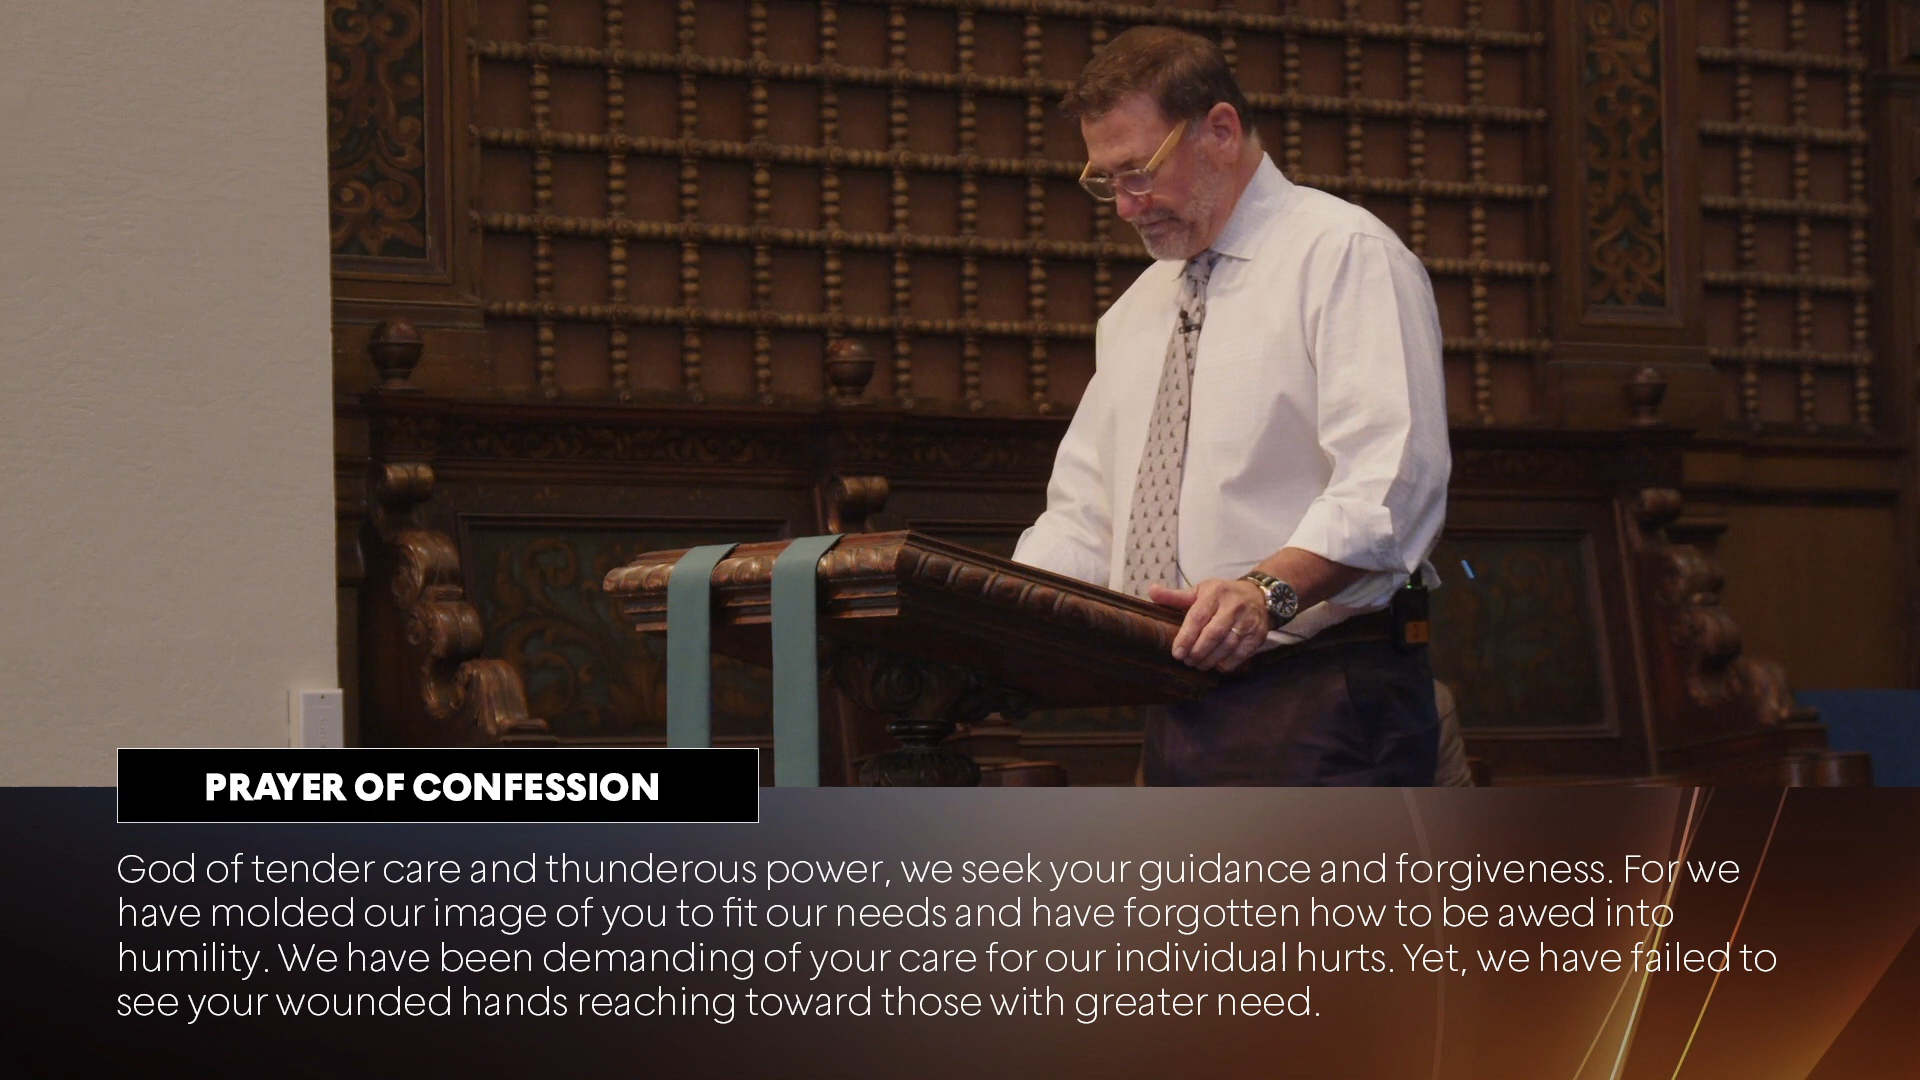 PRAYER OF CONFESSION
God of tender care and thunderous power, we seek your guidance and forgiveness. For we
have molded our image of you to fit our needs and have forgotten how to be awed into
humility. We have been demanding of your care for our individual hurts. Yet, we have failed to
see your wounded hands reaching toward those with greater need.